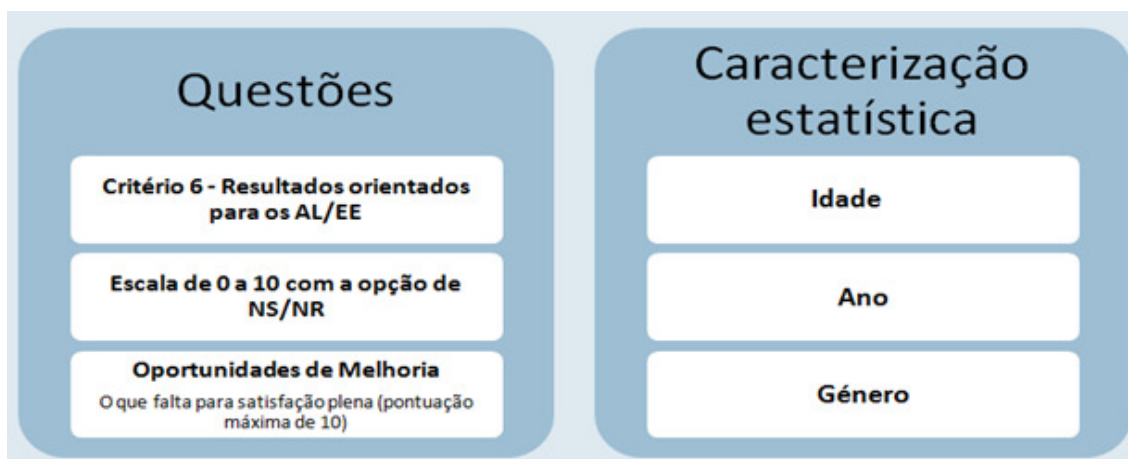 Questões
Critério 6 - Resultados orientados
para os AL/EE
Escala de 0 a 10 com a opção de
NS/NR
Oportunidades de Melhoria
O que falta para satisfação plena (pontuação
máxima de 10)
Caracterização
estatística
Idade
Ano
Género